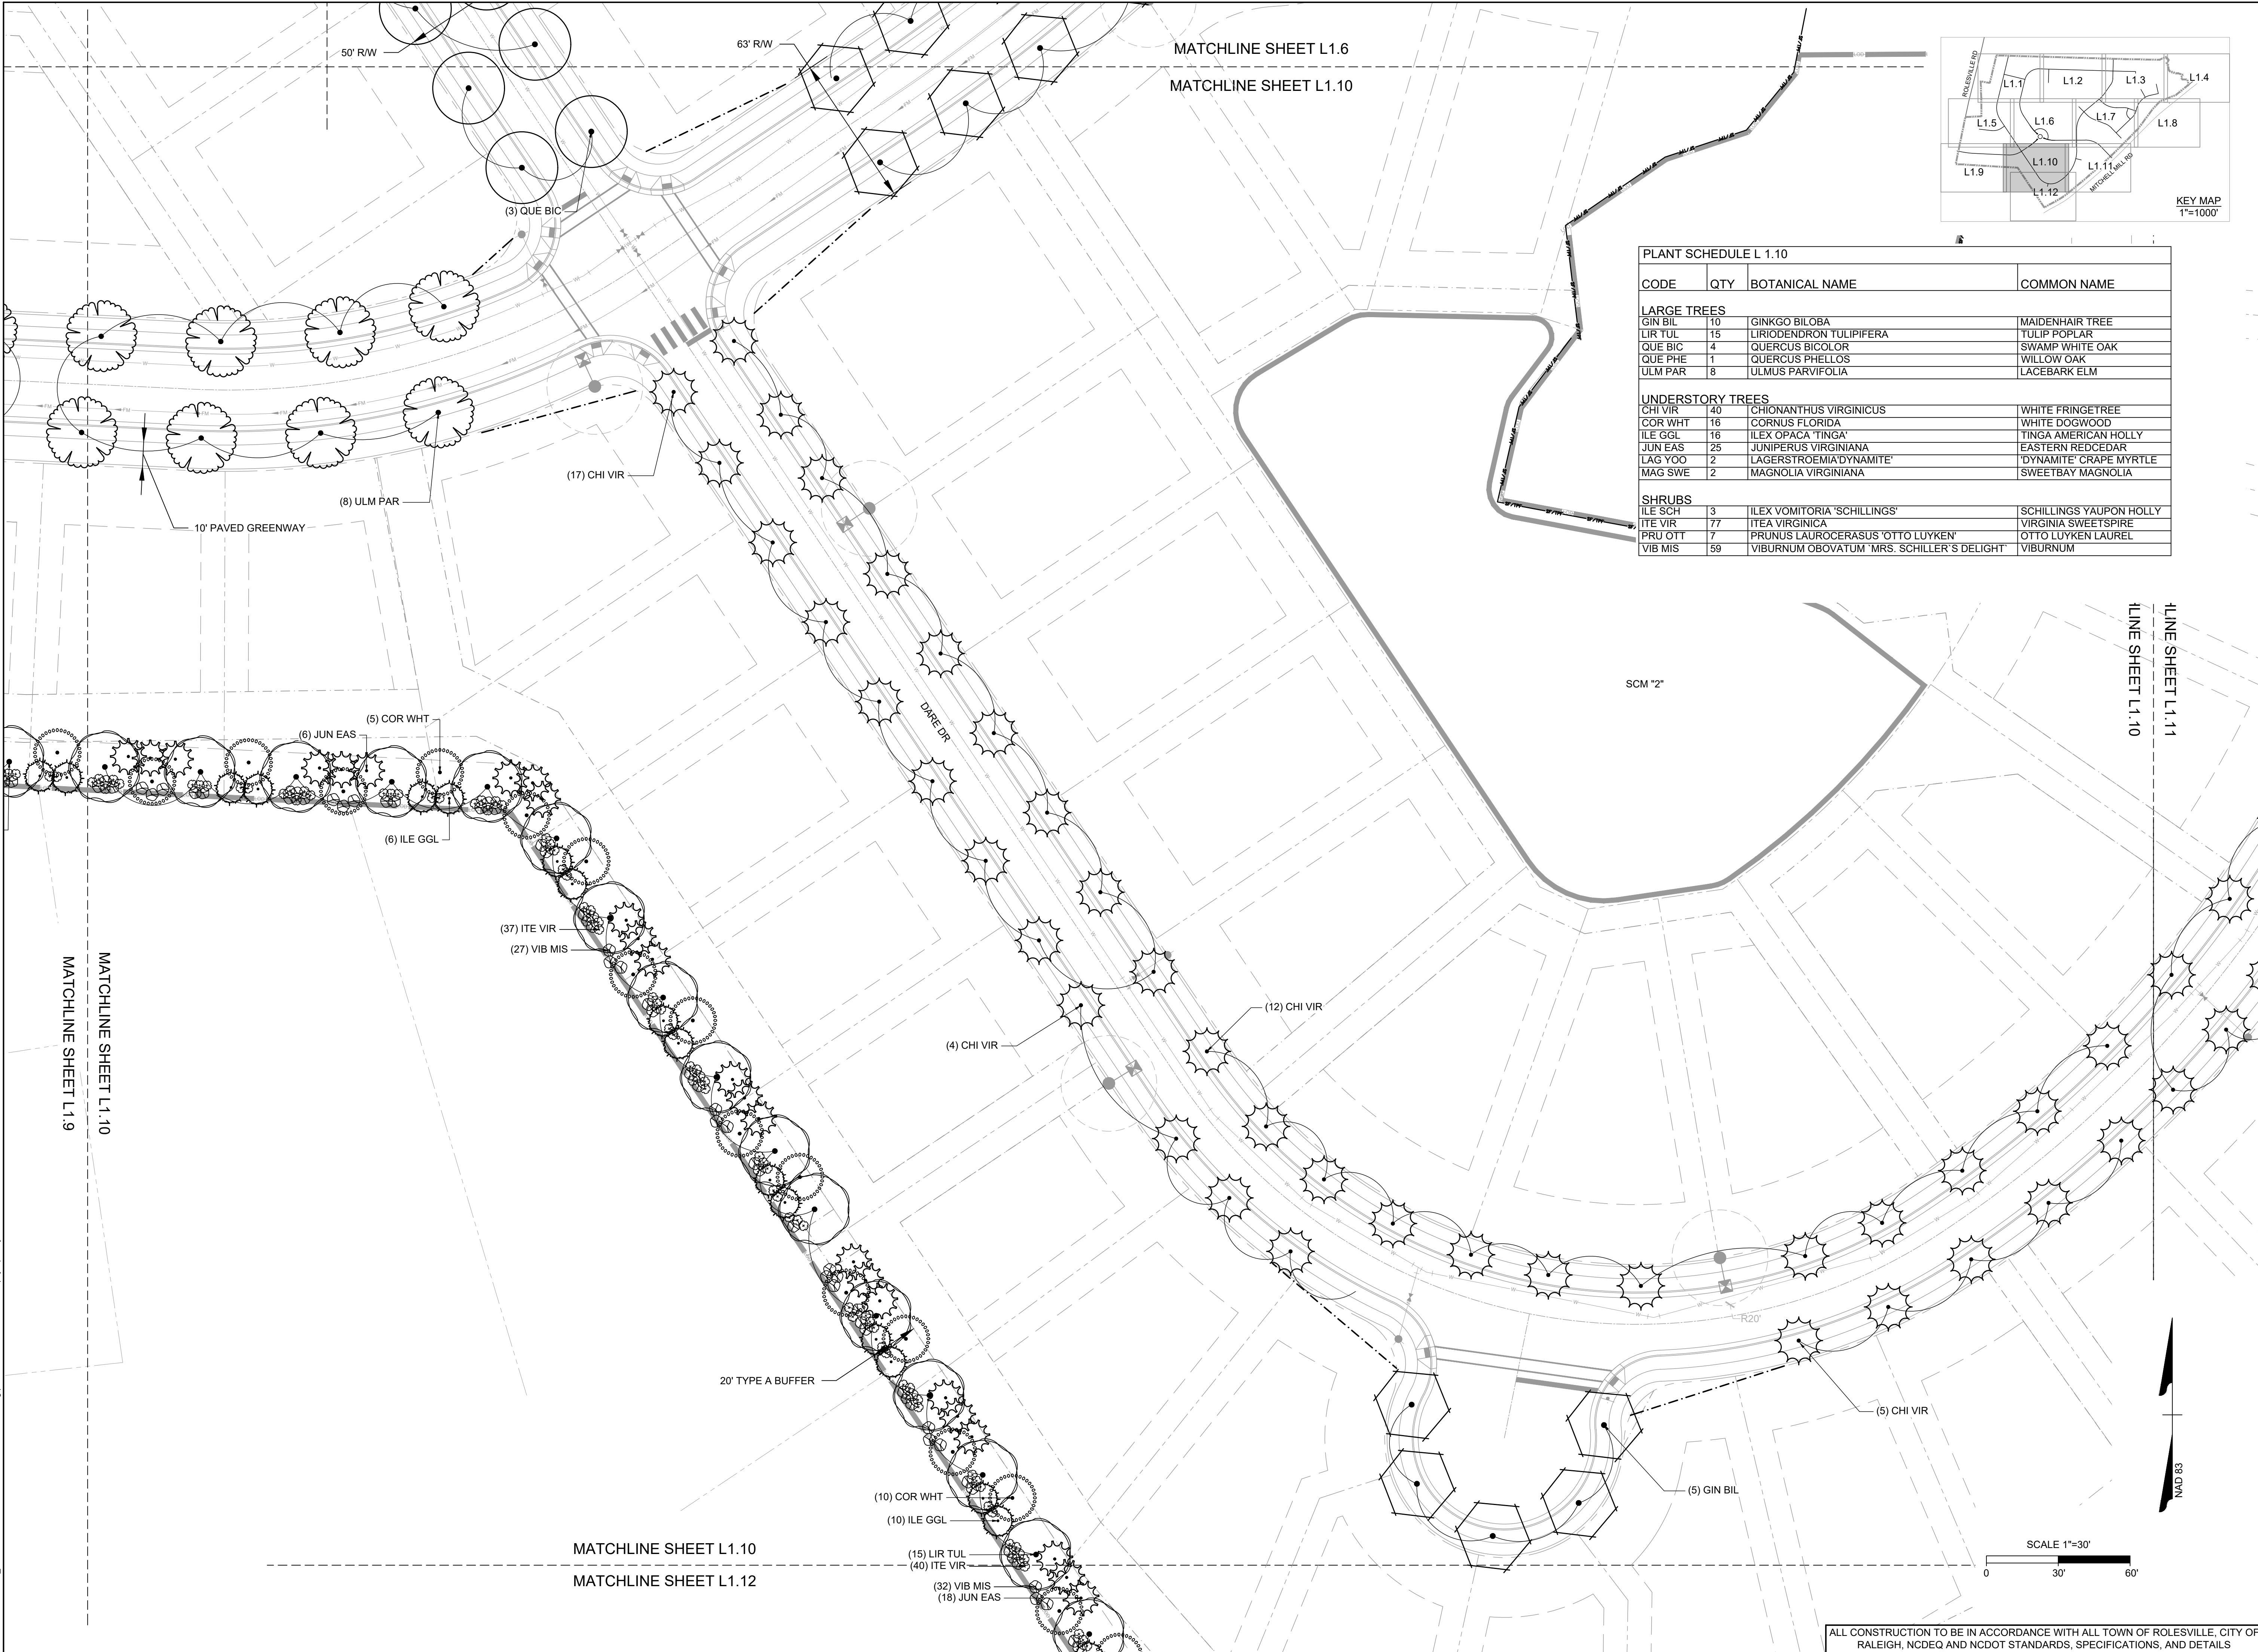 50' R/W
63' R/W
MATCHLINE SHEET L1.6
MATCHLINE SHEET L1.10
ROLESVILLE RD
L1.1
L1.2
L1.3
L1.4
L1.5
L1.6
L1.7
L1.8
L1.9
L1.10
L1.11
L1.12
MITCHELL MILL RD
KEY MAP
1"=1000'
PLANT SCHEDULE L 1.10
CODE QTY BOTANICAL NAME COMMON NAME
LARGE TREES
GIN BIL 10 GINKGO BILOBA MAIDENHAIR TREE
LIR TUL 15 LIRIODENDRON TULIPIFERA TULIP POPLAR
QUE BIC 4 QUERCUS BICOLOR SWAMP WHITE OAK
QUE PHE 1 QUERCUS PHELLOS WILLOW OAK
ULM PAR 8 ULMUS PARVIFOLIA LACEBARK ELM
UNDERSTORY TREES
CHI VIR 40 CHIONANTHUS VIRGINICUS WHITE FRINGETREE
COR WHT 16 CORNUS FLORIDA WHITE DOGWOOD
ILE GGL 16 ILEX OPACA 'TINGA' TINGA AMERICAN HOLLY
JUN EAS 25 JUNIPERUS VIRGINIANA EASTERN REDCEDAR
LAG YOO 2 LAGERSTROEMIA'DYNAMITE' 'DYNAMITE' CRAPE MYRTLE
MAG SWE 2 MAGNOLIA VIRGINIANA SWEETBAY MAGNOLIA
SHRUBS
ILE SCH 3 ILEX VOMITORIA 'SCHILLINGS' SCHILLINGS YAUPON HOLLY
ITE VIR 77 ITEA VIRGINICA VIRGINIA SWEETSPIRE
PRU OTT 7 PRUNUS LAUROCERASUS 'OTTO LUYKEN' OTTO LUYKEN LAUREL
VIB MIS 59 VIBURNUM OBOVATUM `MRS. SCHILLER`S DELIGHT` VIBURNUM
(3) QUE BIC
(17) CHI VIR
(8) ULM PAR
10' PAVED GREENWAY
DARE DR
SCM "2"
LINE SHEET L1.11
LINE SHEET L1.10
(5) COR WHT
(6) JUN EAS
(6) ILE GGL
(37) ITE VIR
(27) VIB MIS
MATCHLINE SHEET L1.9
MATCHLINE SHEET L1.10
(12) CHI VIR
(4) CHI VIR
R20'
20' TYPE A BUFFER
(5) CHI VIR
(5) GIN BIL
(10) COR WHT
(10) ILE GGL
(15) LIR TUL
(40) ITE VIR
(32) VIB MIS
(18) JUN EAS
MATCHLINE SHEET L1.10
MATCHLINE SHEET L1.12
NAD 83
SCALE 1"=30'
0 30' 60'
ALL CONSTRUCTION TO BE IN ACCORDANCE WITH ALL TOWN OF ROLESVILLE, CITY OF
RALEIGH, NCDEQ AND NCDOT STANDARDS, SPECIFICATIONS, AND DETAILS